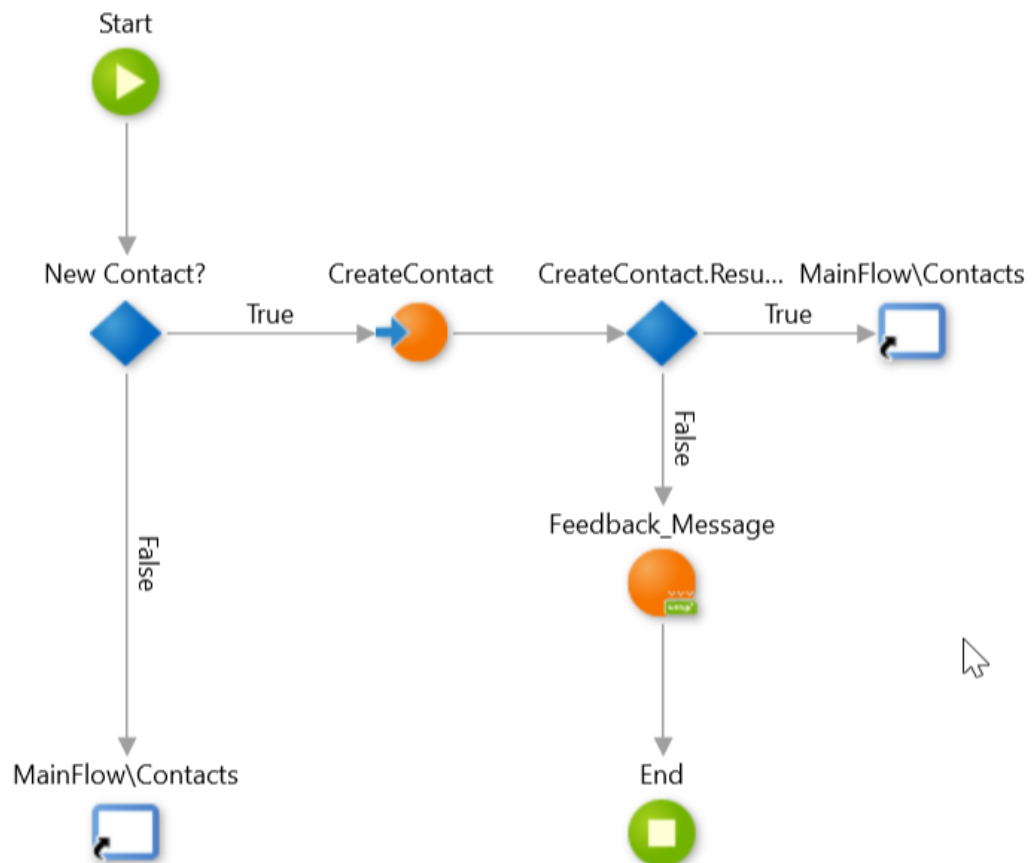 Start
New Contact?
CreateContact
CreateContact.Resu...
MainFlow\Contacts
True
True
False
Feedback_Message
False
MainFlow\Contacts
End